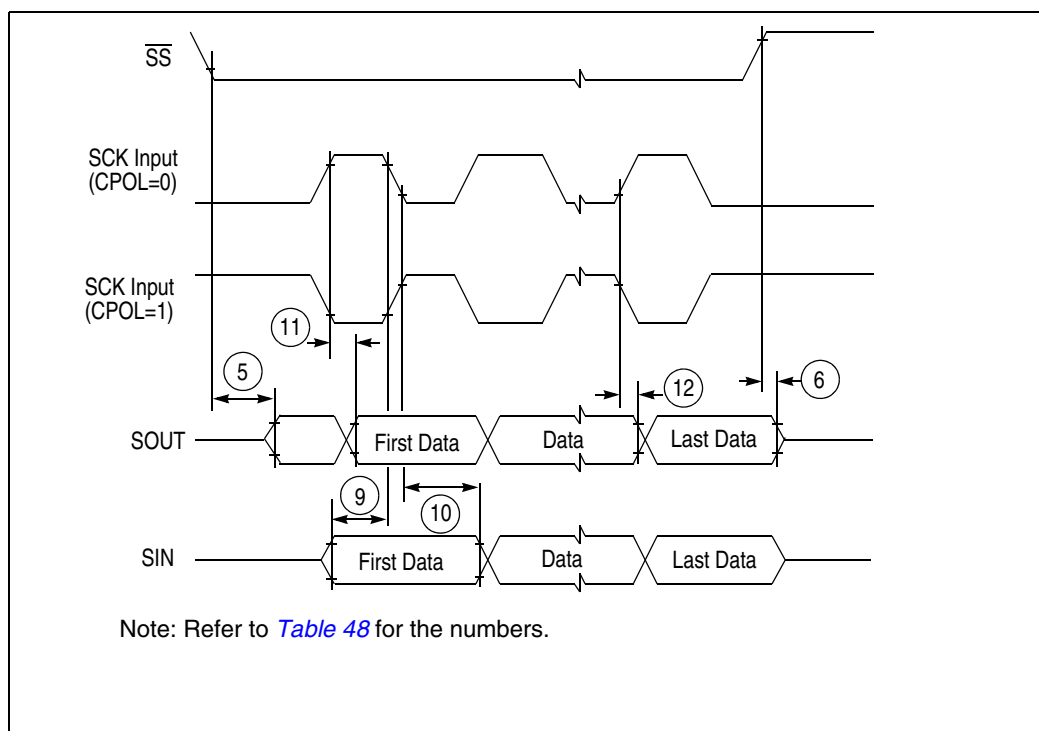 SS
SCK Input
(CPOL=0)
SCK Input
(CPOL=1)
11
5
12
6
SOUT
First Data
Data
Last Data
9
10
SIN
First Data
Data
Last Data
Note: Refer to Table 48 for the numbers.